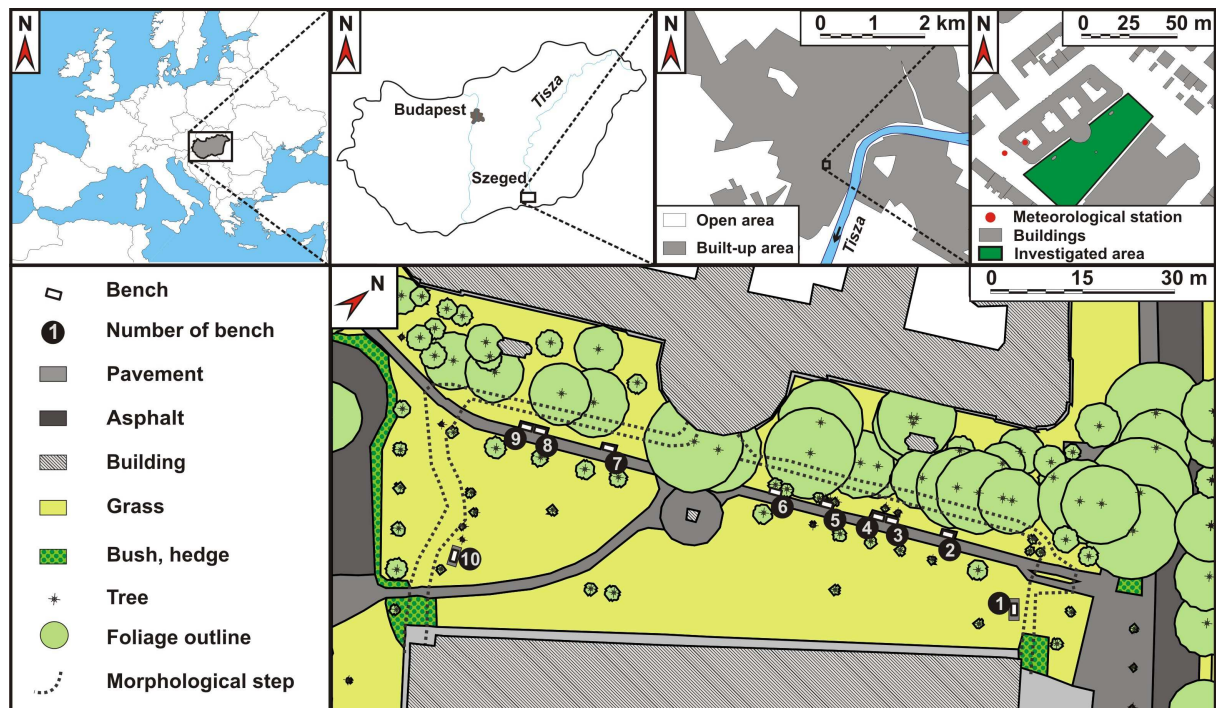 N
N
Budapest
Tisza
Szeged
N
0 1 2 km
Open area
Built-up area
Tisza
N
0 25 50 m
Meteorological station
Buildings
Investigated area
Bench
1 Number of bench
Pavement
Asphalt
Building
Grass
Bush, hedge
Tree
Foliage outline
Morphological step
N
0 15 30 m
9 8 7
6 5 4 3 2
10
1